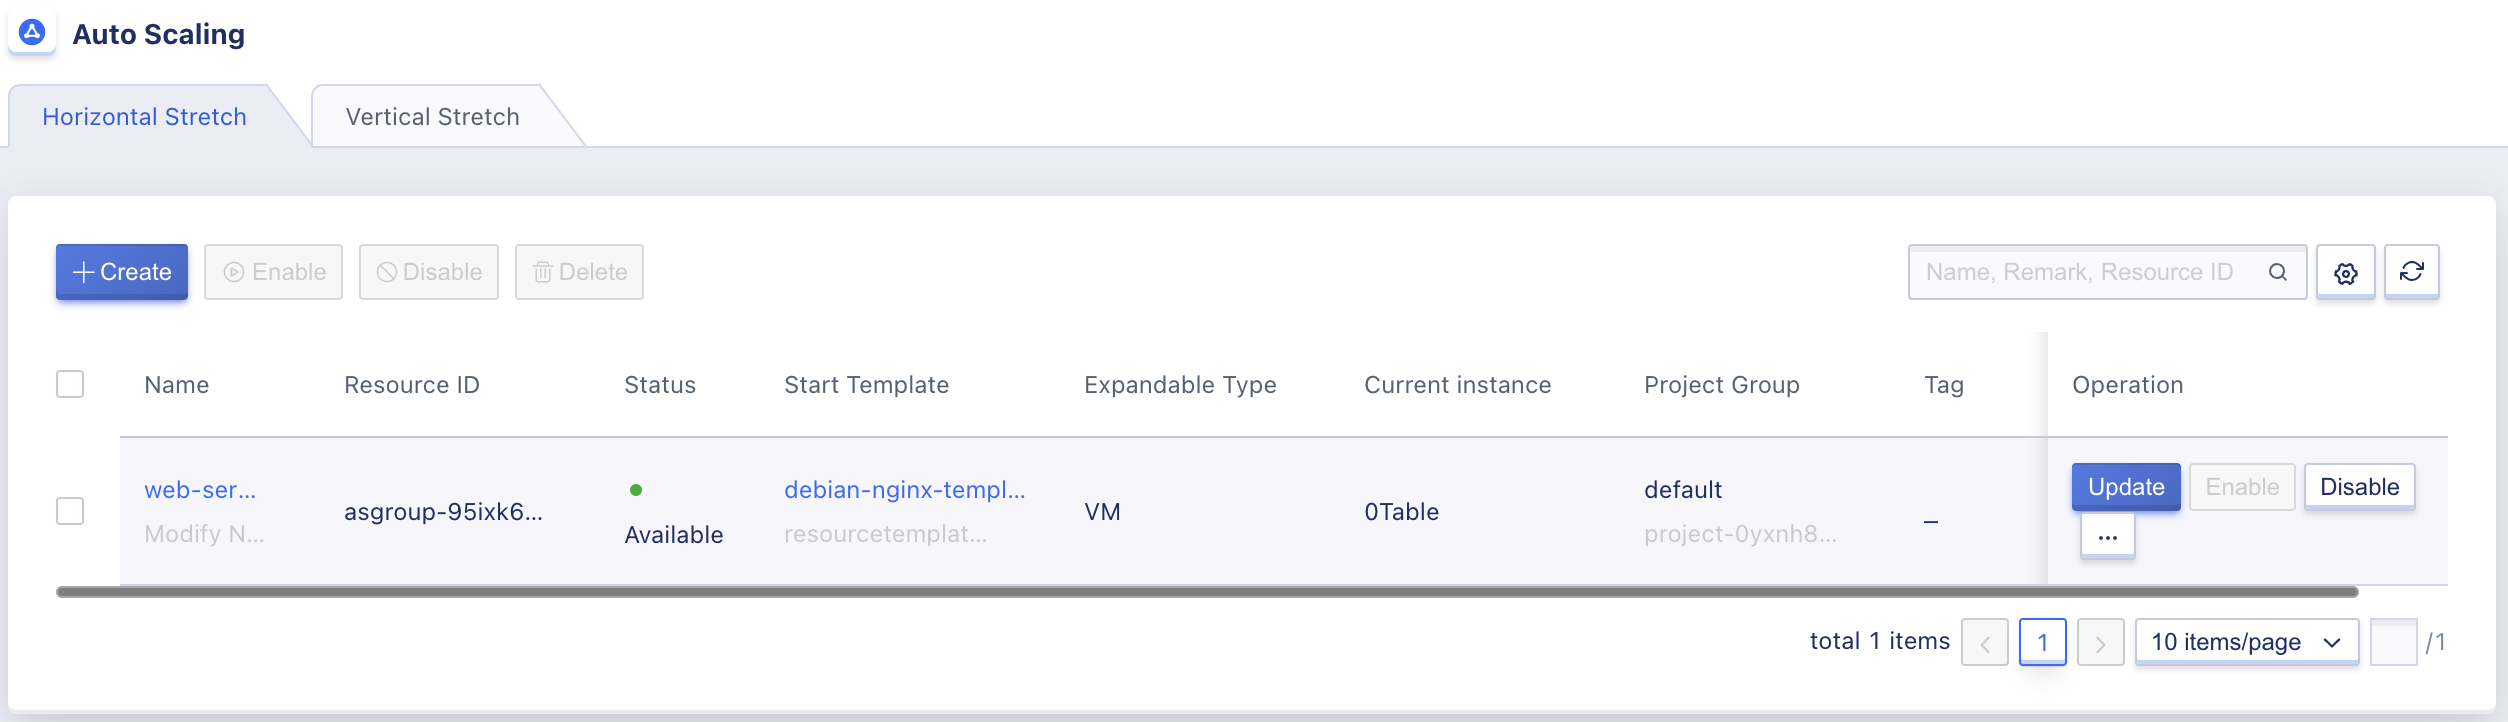 Auto Scaling
Horizontal Stretch Vertical Stretch
Create Enable Disable Delete Name, Remark, Resource ID
Name Resource ID Status Start Template Expandable Type Current instance Project Group Tag Operation
web-ser... debian-nginx-templ... default Update Enable Disable
asgroup-95ixk6... VM 0Table _
Modify N... Available resourcetemplat... project-0yxnh8... ...
total 1 items 1 10 items/page /1